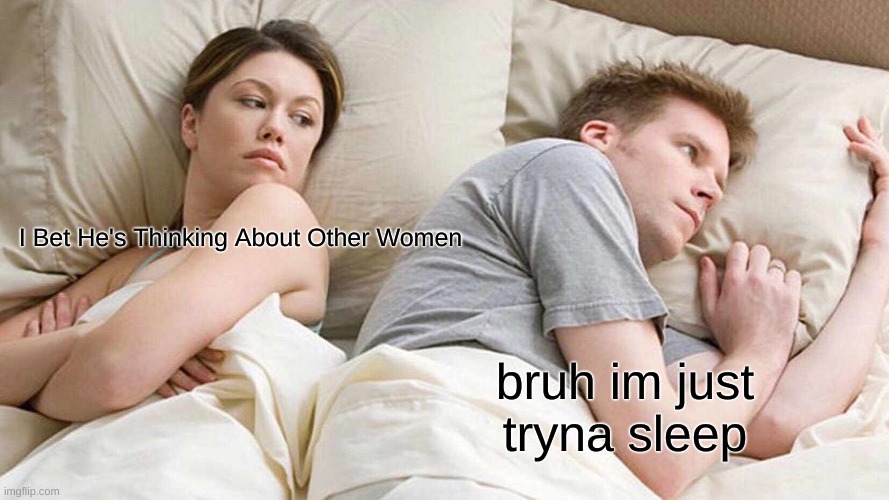 I Bet He's Thinking About Other Women
bruh im just
tryna sleep
imgflip.com